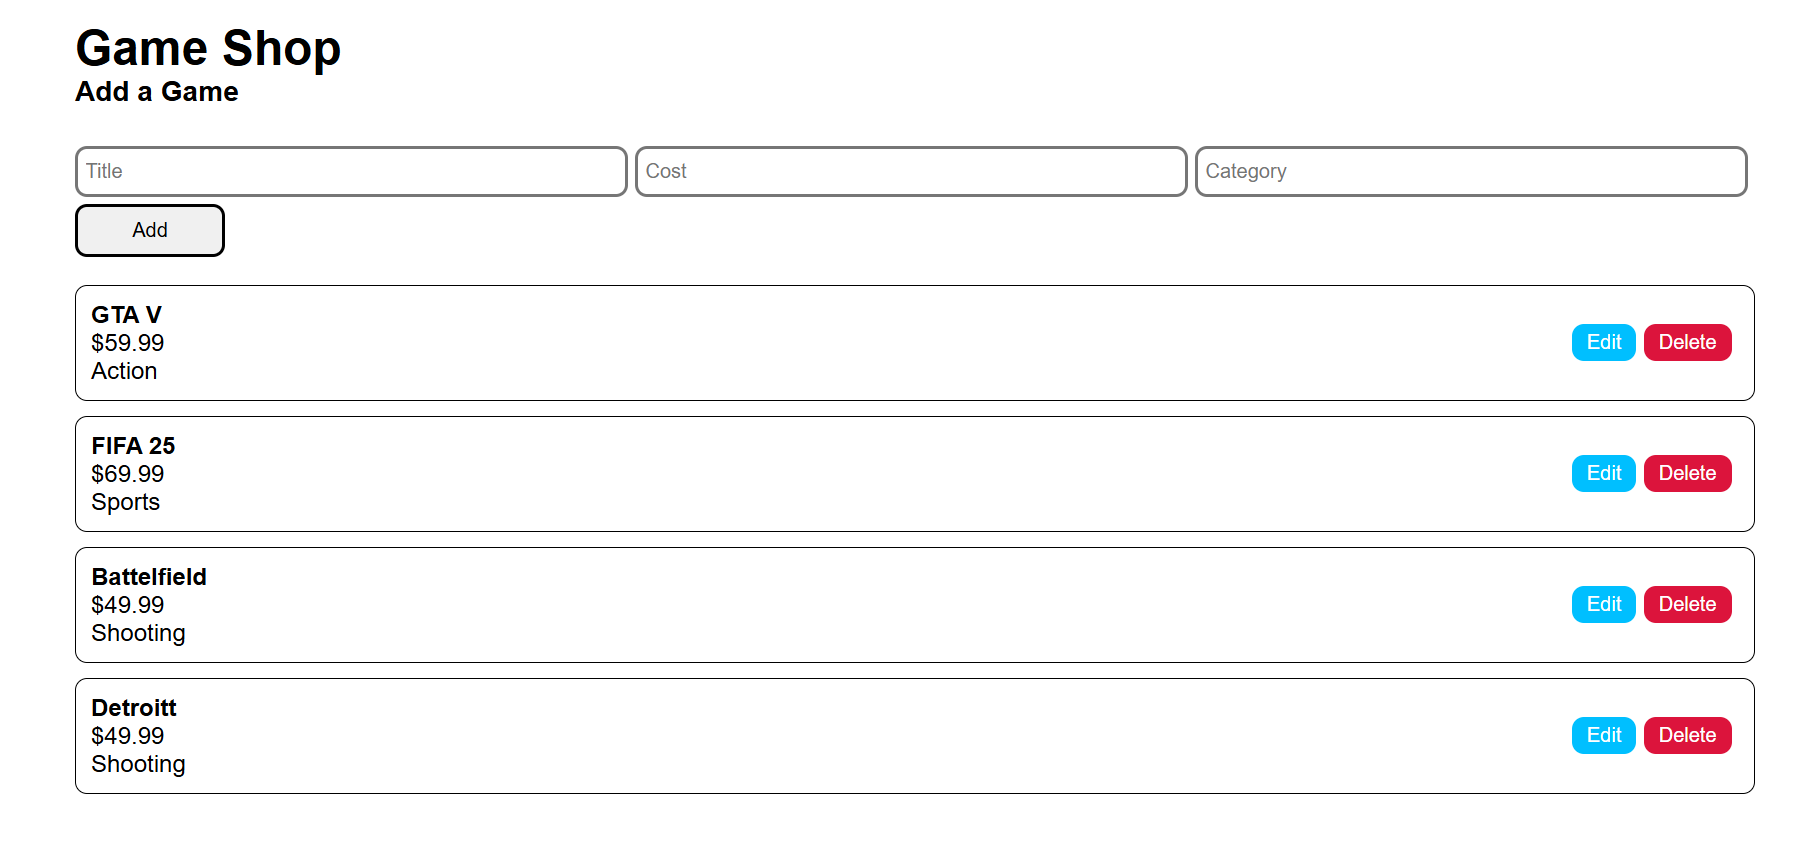 Game Shop
Add a Game
Title Cost Category
Add
GTA V
$59.99
Action
Edit Delete
FIFA 25
$69.99
Sports
Edit Delete
Battelfield
$49.99
Shooting
Edit Delete
Detroitt
$49.99
Shooting
Edit Delete